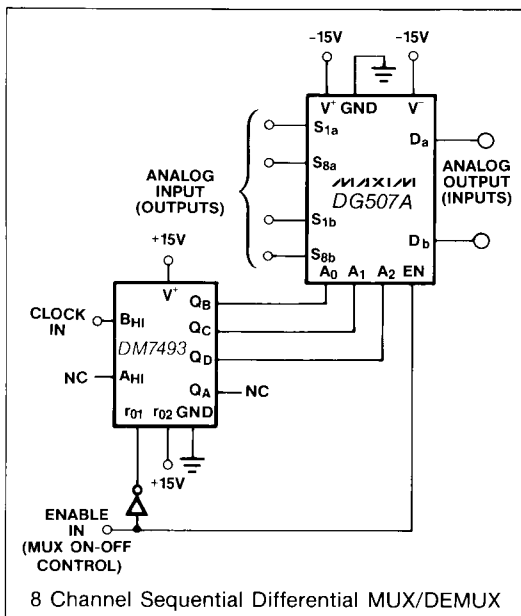 -15V
-15V
V+ GND V-
S1a
S8a
S1b
S8b
ANALOG
INPUT
(OUTPUTS)
MAXIM
DG507A
Da
Db
ANALOG
OUTPUT
(INPUTS)
A0 A1 A2 EN
+15V
V+
CLOCK
IN
BHI
DM7493
NC
AHI
QB
QC
QD
QA
NC
r01 r02 GND
+15V
ENABLE
IN
(MUX ON-OFF
CONTROL)
8 Channel Sequential Differential MUX/DEMUX